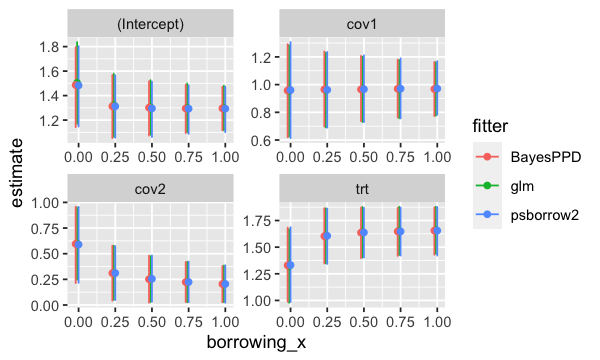 (Intercept)
cov1
1.8
1.6
1.4
1.2
1.2
1.0
0.8
0.6
0.00 0.25 0.50 0.75 1.00
0.00 0.25 0.50 0.75 1.00
estimate
cov2
trt
1.00
0.75
0.50
0.25
0.00
1.75
1.50
1.25
1.00
0.00 0.25 0.50 0.75 1.00
0.00 0.25 0.50 0.75 1.00
borrowing_x
fitter
BayesPPD
glm
psborrow2